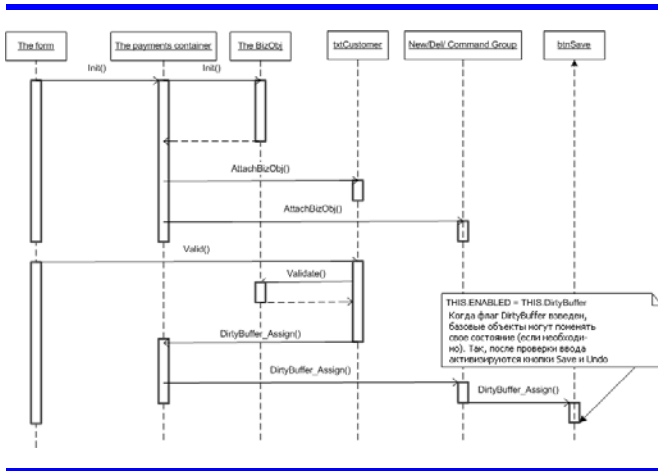 The form
The payments container
The BizObj
txtCustomer
New/Del/ Command Group
btnSave
Init()
Init()
AttachBizObj()
AttachBizObj()
Valid()
Validate()
THIS.ENABLED = THIS.DirtyBuffer
Когда флаг DirtyBuffer взведен,
базовые объекты могут поменять
свое состояние (если необходи-
мо). Так, после проверки ввода
активизируются кнопки Save и Undo
DirtyBuffer_Assign()
DirtyBuffer_Assign()
DirtyBuffer_Assign()